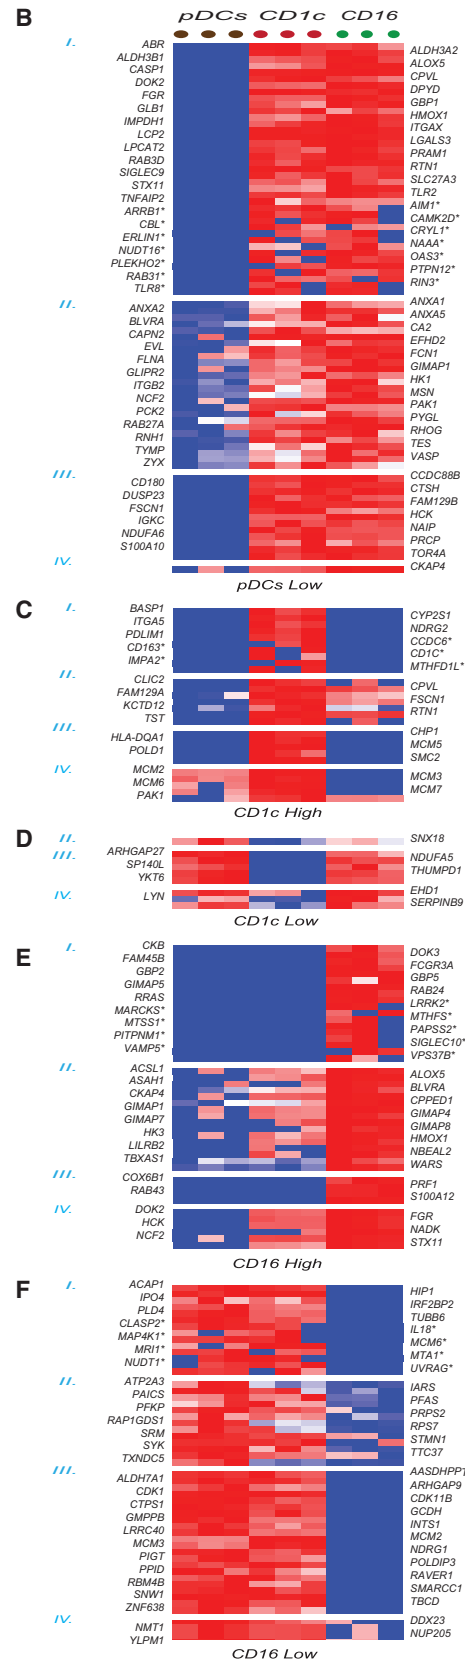 B
pDCs CD1c CD16
I.
ABR
ALDH3A2
ALDH3B1
ALOX5
CASP1
CPVL
DOK2
DPYD
FGR
GBP1
GLB1
HMOX1
IMPDH1
ITGAX
LCP2
LGALS3
LPCAT2
PRAM1
RAB3D
RTN1
SIGLEC9
SLC27A3
STX11
TLR2
TNFAIP2
AIM1*
ARRB1*
CAMK2D*
CBL*
CRYL1*
ERLIN1*
NAAA*
NUDT16*
OAS3*
PLEKHO2*
PTPN12*
RAB31*
RIN3*
TLR8*
II.
ANXA1
ANXA2
ANXA5
BLVRA
CA2
CAPN2
EFHD2
EVL
FCN1
FLNA
GIMAP1
GLIPR2
HK1
ITGB2
MSN
NCF2
PAK1
PCK2
PYGL
RAB27A
RHOG
RNH1
TES
TYMP
VASP
ZYX
III.
CCDC88B
CD180
CTSH
DUSP23
FAM129B
FSCN1
HCK
IGKC
NAIP
NDUFA6
PRCP
S100A10
TOR4A
IV.
CKAP4
pDCs Low
C
I.
BASP1
CYP2S1
ITGA5
NDRG2
PDLIM1
CCDC6*
CD163*
CD1C*
IMPA2*
MTHFD1L*
II.
CLIC2
CPVL
FAM129A
FSCN1
KCTD12
RTN1
TST
III.
CHP1
HLA-DQA1
MCM5
POLD1
SMC2
IV.
MCM2
MCM3
MCM6
MCM7
PAK1
CD1c High
D
II.
SNX18
III.
ARHGAP27
NDUFA5
SP140L
THUMPD1
YKT6
IV.
EHD1
LYN
SERPINB9
CD1c Low
E
I.
CKB
DOK3
FAM45B
FCGR3A
GBP2
GBP5
GIMAP5
RAB24
RRAS
LRRK2*
MARCKS*
MTHFS*
MTSS1*
PAPSS2*
PITPNM1*
SIGLEC10*
VAMP5*
VPS37B*
II.
ACSL1
ALOX5
ASAH1
BLVRA
CKAP4
CPPED1
GIMAP1
GIMAP4
GIMAP7
GIMAP8
HK3
HMOX1
LILRB2
NBEAL2
TBXAS1
WARS
III.
COX6B1
PRF1
RAB43
S100A12
IV.
DOK2
FGR
HCK
NADK
NCF2
STX11
CD16 High
F
I.
ACAP1
HIP1
IPO4
IRF2BP2
PLD4
TUBB6
CLASP2*
IL18*
MAP4K1*
MCM6*
MRI1*
MTA1*
NUDT1*
UVRAG*
II.
ATP2A3
IARS
PAICS
PFAS
PFKP
PRPS2
RAP1GDS1
RPS7
SRM
STMN1
SYK
TTC37
TXNDC5
III.
AASDHPPT
ALDH7A1
ARHGAP9
CDK1
CDK11B
CTPS1
GCDH
GMPPB
INTS1
LRRC40
MCM2
MCM3
NDRG1
PIGT
POLDIP3
PPID
RAVER1
RBM4B
SMARCC1
SNW1
TBCD
ZNF638
IV.
DDX23
NMT1
NUP205
YLPM1
CD16 Low